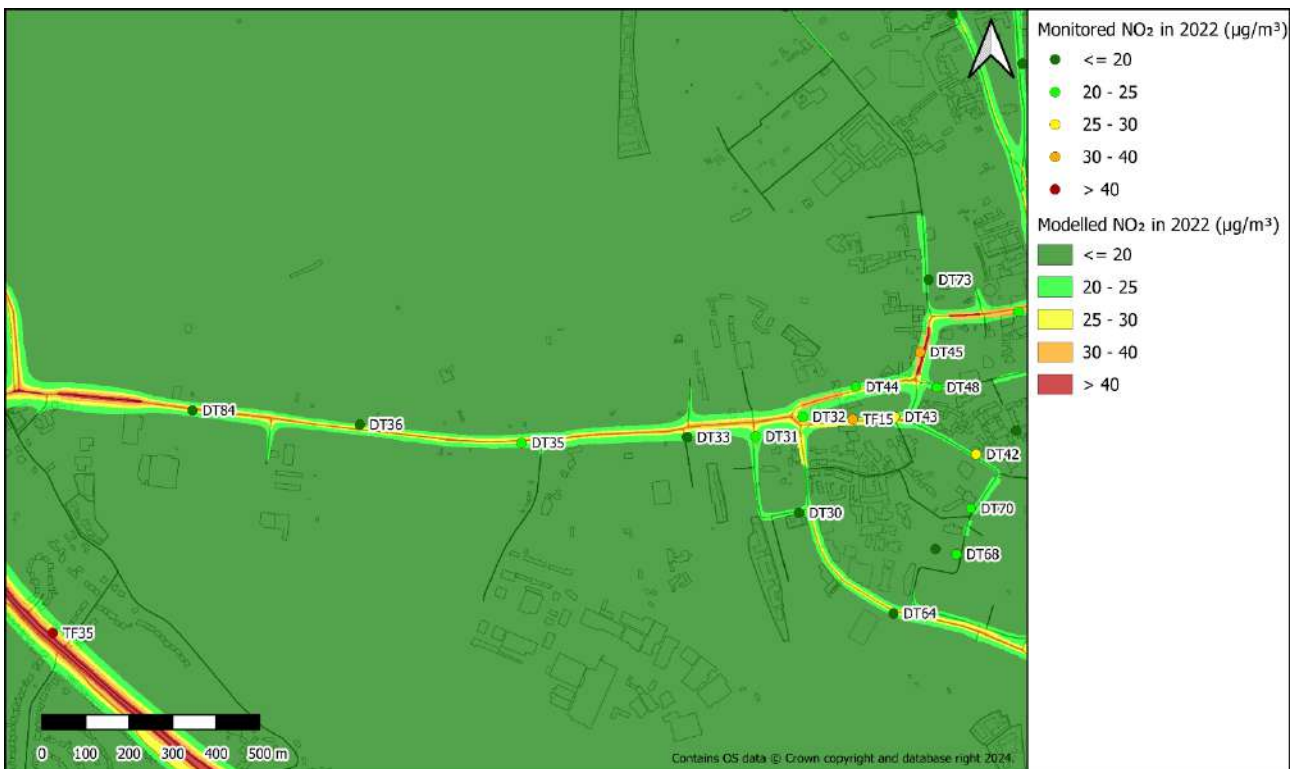 Monitored NO₂ in 2022 (µg/m³)
<= 20
20 - 25
25 - 30
30 - 40
> 40
Modelled NO₂ in 2022 (µg/m³)
<= 20
20 - 25
25 - 30
30 - 40
> 40
DT73
DT45
DT44
DT48
DT84
DT36
DT32
TF15
DT43
DT35
DT33
DT31
DT42
DT30
DT70
DT68
DT64
TF35
0 100 200 300 400 500 m
Contains OS data © Crown copyright and database right 2024.